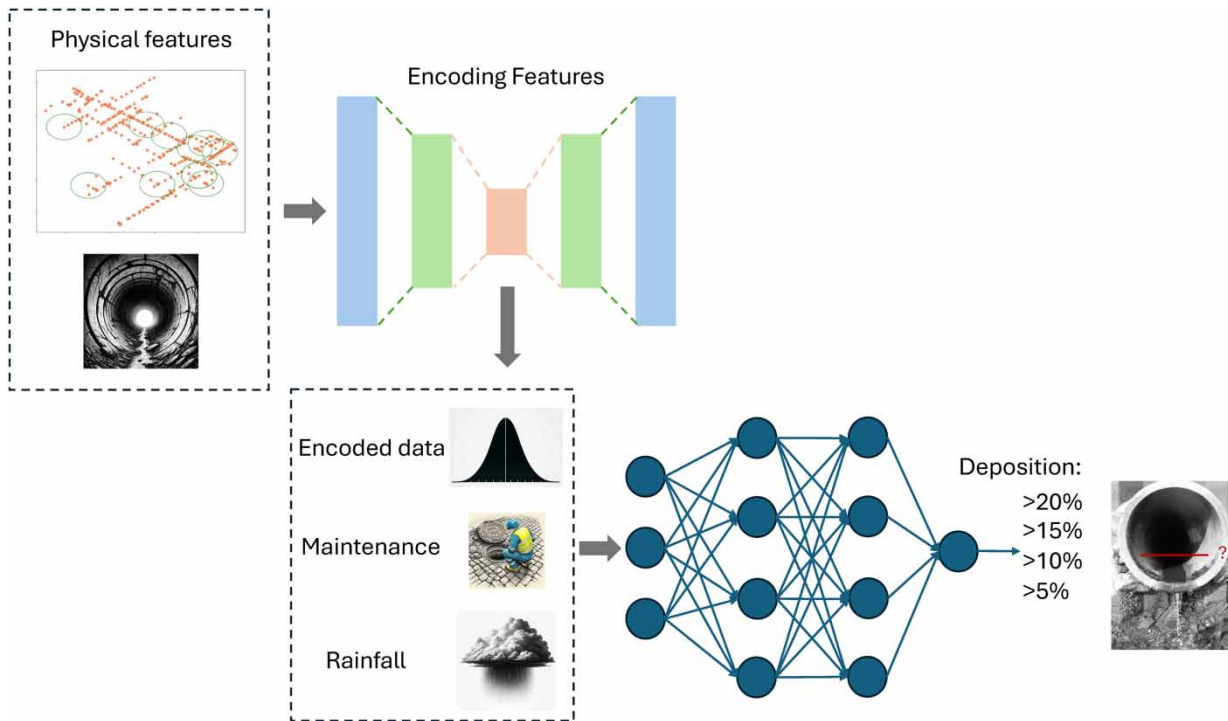 Physical features
Encoding Features
Encoded data
Maintenance
Rainfall
Deposition:
>20%
>15%
>10%
>5%
?